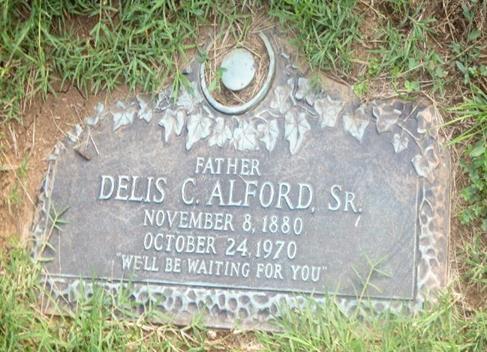 FATHER
DELIS C. ALFORD, SR.
NOVEMBER 8, 1880
OCTOBER 24, 1970
"WE'LL BE WAITING FOR YOU"